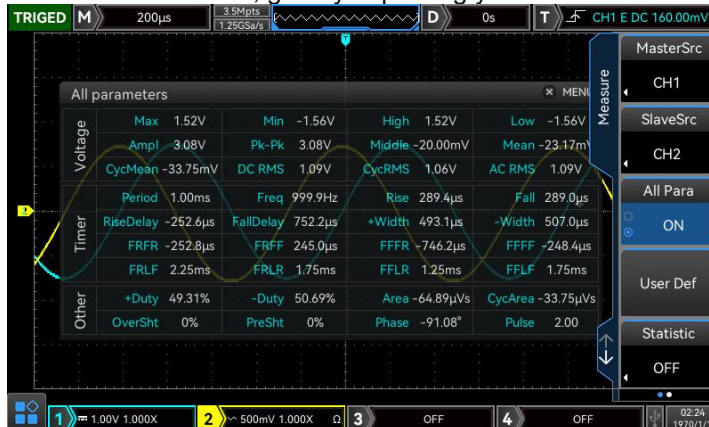 TRIGED M 200μs 3.5Mpts D 0s T CH1 E DC 160.00mV
1.25GSa/s
MasterSrc
CH1
SlaveSrc
CH2
All Para
ON
User Def
Statistic
OFF
Measure
All parameters MENU
Voltage
Max 1.52V Min -1.56V High 1.52V Low -1.56V
Ampl 3.08V Pk-Pk 3.08V Middle -20.00mV Mean -23.17mV
CycMean -33.75mV DC RMS 1.09V CycRMS 1.06V AC RMS 1.09V
Timer
Period 1.00ms Freq 999.9Hz Rise 289.4μs Fall 289.0μs
RiseDelay -252.6μs FallDelay 752.2μs +Width 493.1μs -Width 507.0μs
FRFR -252.8μs FRFF 245.0μs FFFR -746.2μs FFFF -248.4μs
FRLF 2.25ms FRLR 1.75ms FFLR 1.25ms FFLF 1.75ms
Other
+Duty 49.31% -Duty 50.69% Area -64.89μVs CycArea -33.75μVs
OverSht 0% PreSht 0% Phase -91.08° Pulse 2.00
2
1 1.00V 1.000X 2 500mV 1.000X Ω 3 OFF 4 OFF 02:24